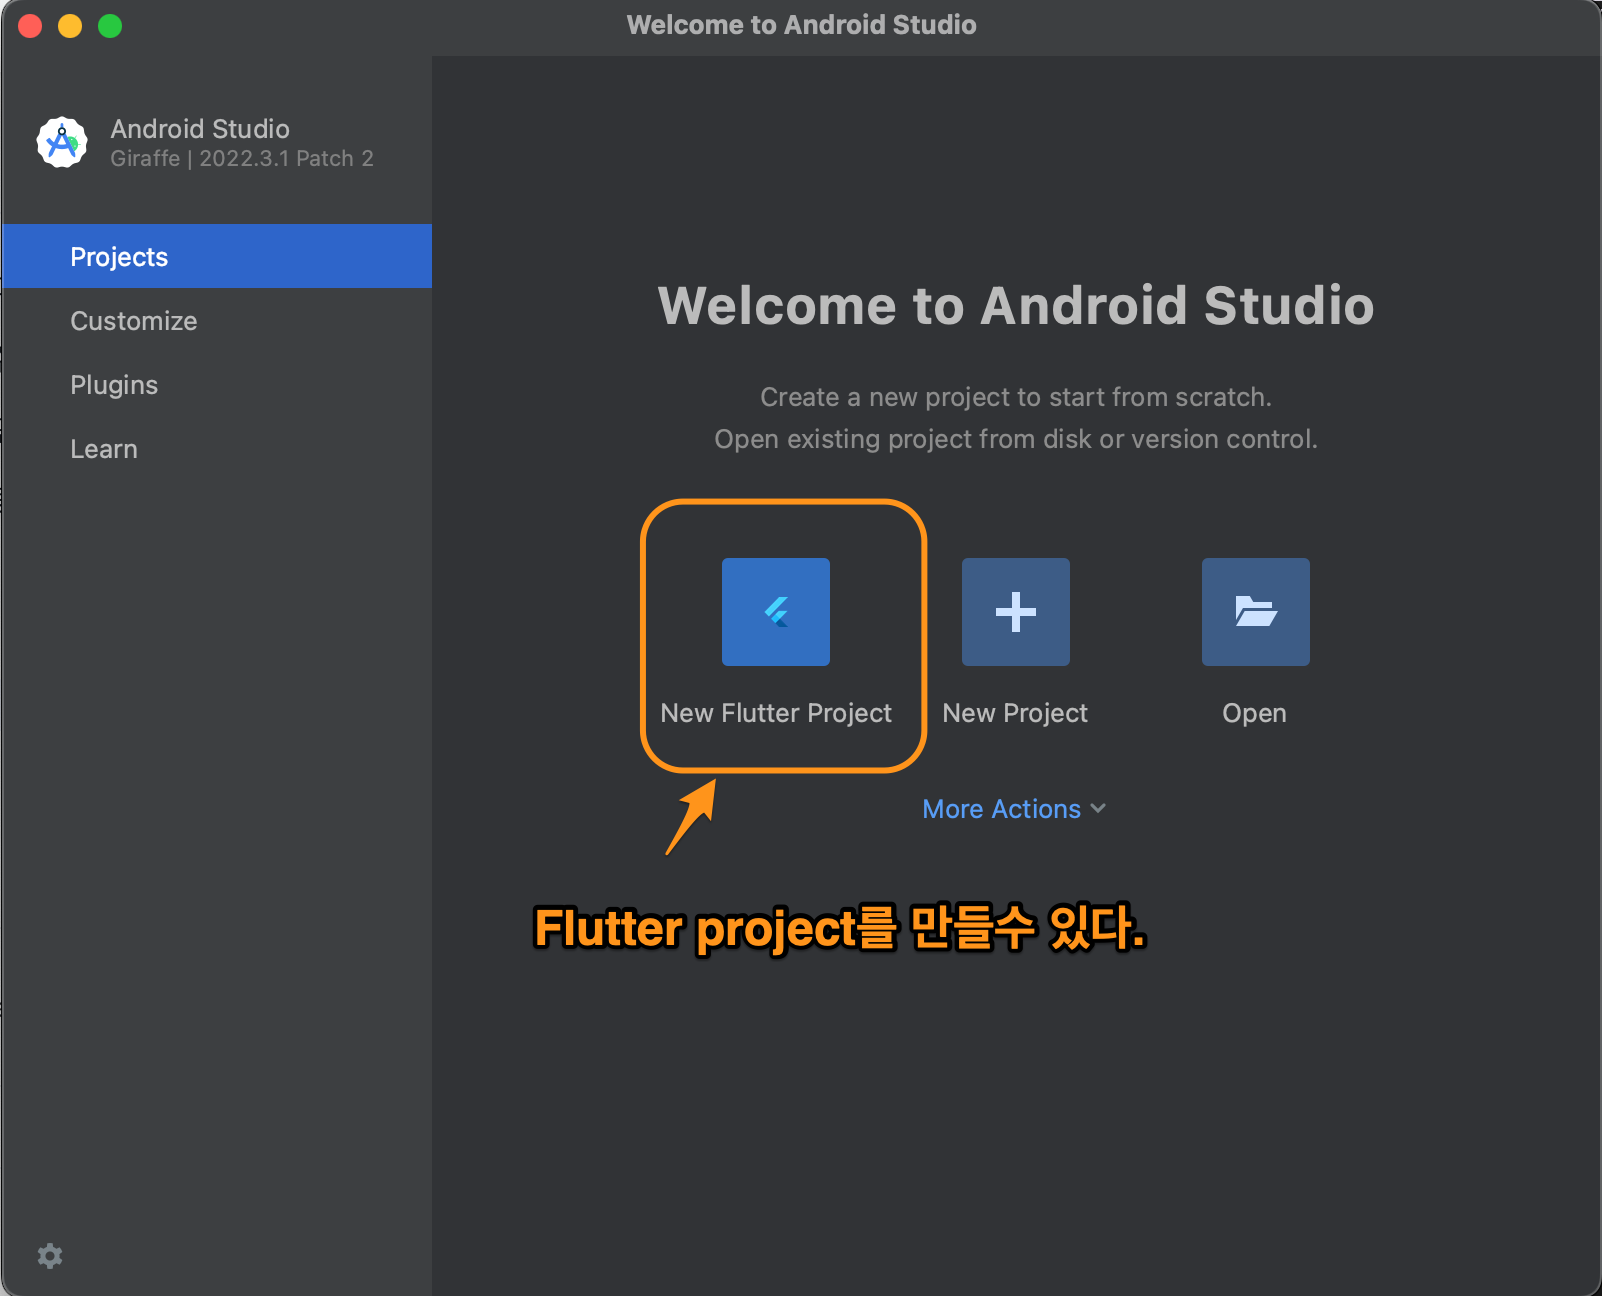 Welcome to Android Studio
Android Studio
Giraffe | 2022.3.1 Patch 2
Projects
Customize
Plugins
Learn
Welcome to Android Studio
Create a new project to start from scratch.
Open existing project from disk or version control.
New Flutter Project
New Project
Open
More Actions
Flutter project를 만들수 있다.